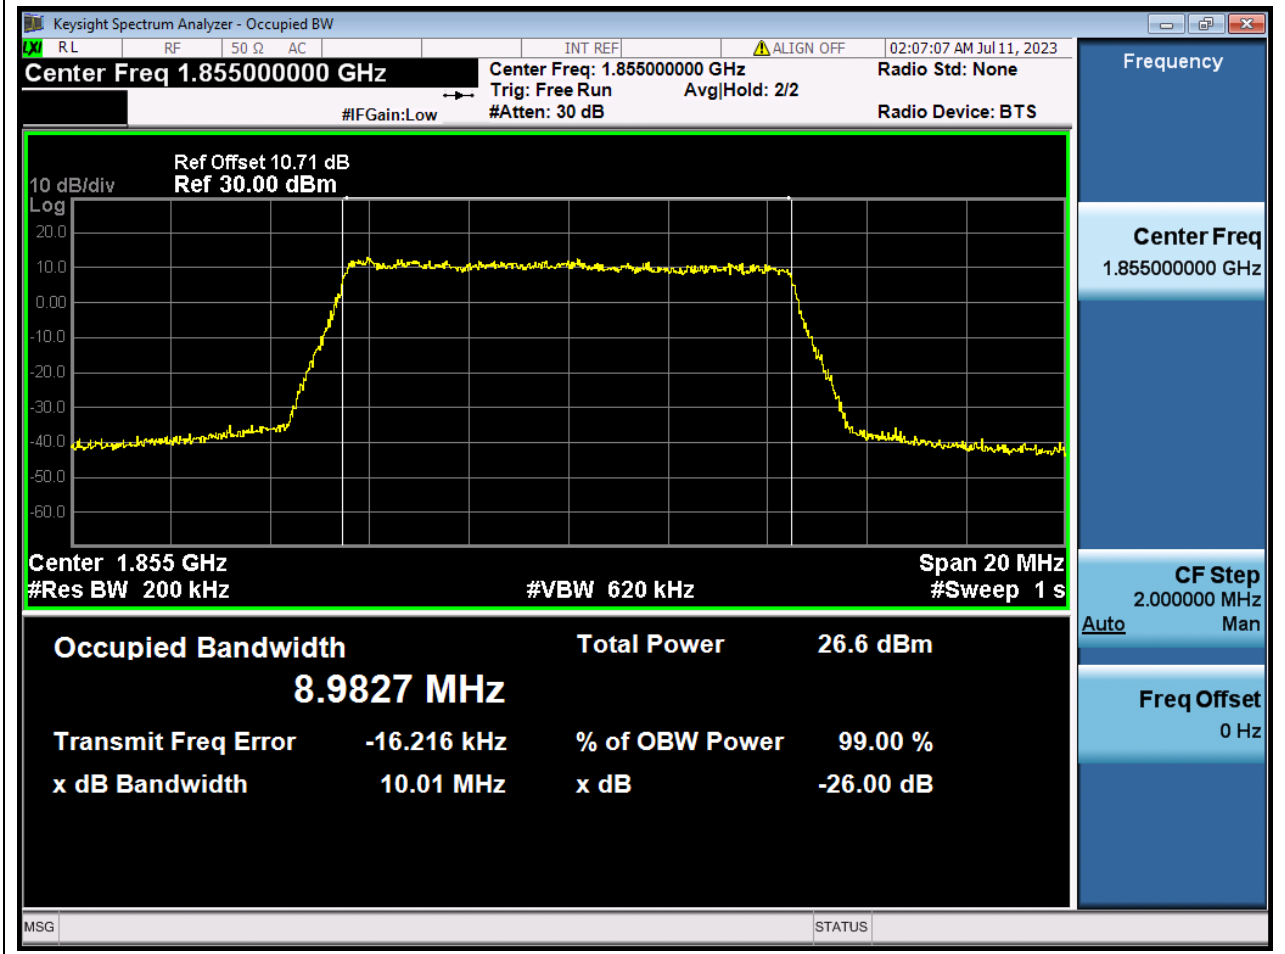 Keysight Spectrum Analyzer - Occupied BW
LXI RL RF 50 Ω AC INT REF ALIGN OFF 02:07:07 AM Jul 11, 2023
Center Freq 1.855000000 GHz
Center Freq: 1.855000000 GHz
Radio Std: None
Trig: Free Run Avg|Hold: 2/2
#IFGain:Low
#Atten: 30 dB
Radio Device: BTS
Ref Offset 10.71 dB
10 dB/div Ref 30.00 dBm
Log
20.0
10.0
0.00
-10.0
-20.0
-30.0
-40.0
-50.0
-60.0
Center 1.855 GHz Span 20 MHz
#Res BW 200 kHz #VBW 620 kHz #Sweep 1 s
Occupied Bandwidth Total Power 26.6 dBm
8.9827 MHz
Transmit Freq Error -16.216 kHz % of OBW Power 99.00 %
x dB Bandwidth 10.01 MHz x dB -26.00 dB
MSG STATUS
Frequency
Center Freq
1.855000000 GHz
CF Step
2.000000 MHz
Auto Man
Freq Offset
0 Hz